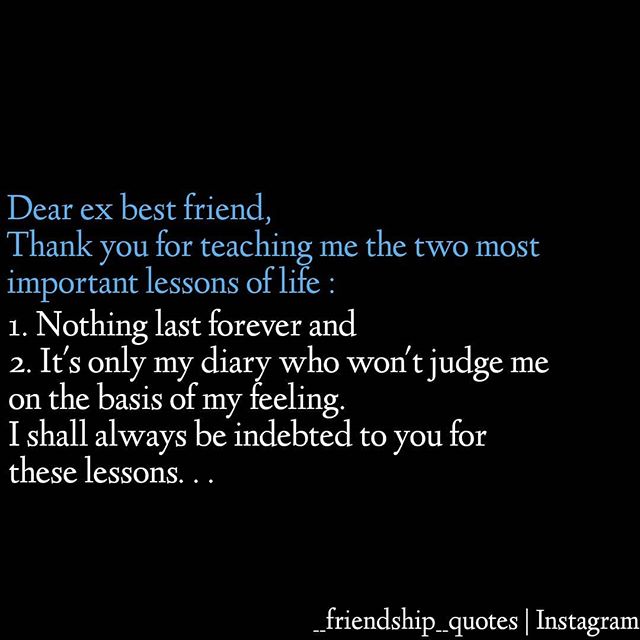 Dear ex best friend,
Thank you for teaching me the two most
important lessons of life :
1. Nothing last forever and
2. It's only my diary who won't judge me
on the basis of my feeling.
I shall always be indebted to you for
these lessons. . .
__friendship__quotes | Instagram